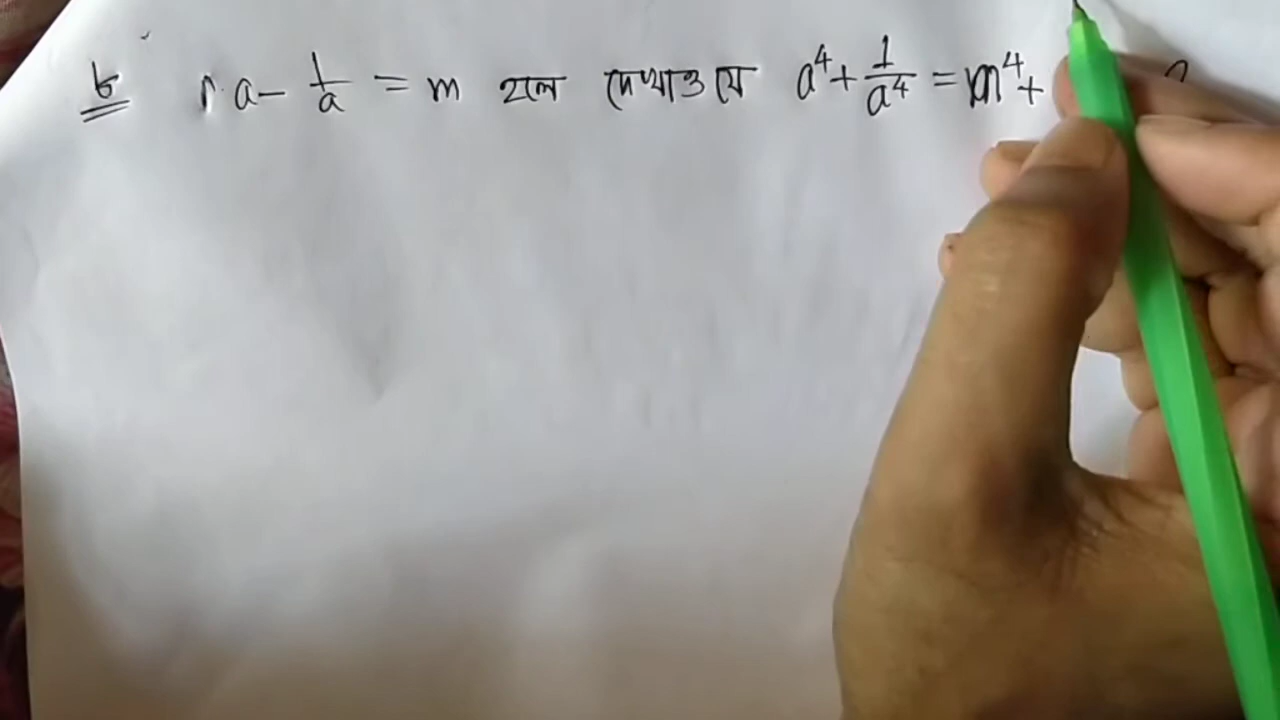 ৮ a - 1/a = m হলে দেখাও যে a⁴ + 1/a⁴ = m⁴ +